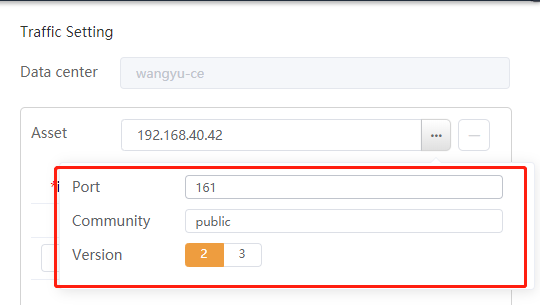 Traffic Setting
Data center wangyu-ce
Asset 192.168.40.42 ···
Port 161
Community public
Version 2 3